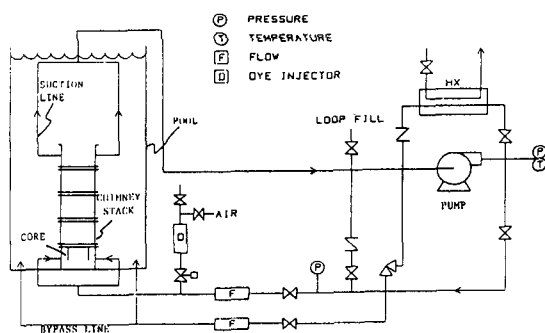 P PRESSURE
T TEMPERATURE
F FLOW
D DYE INJECTOR
HX
SUCTION
LINE
POOL
LOOP FILL
P
T
PUMP
CHIMNEY
STACK
AIR
CORE
D
P
F
F
BYPASS LINE